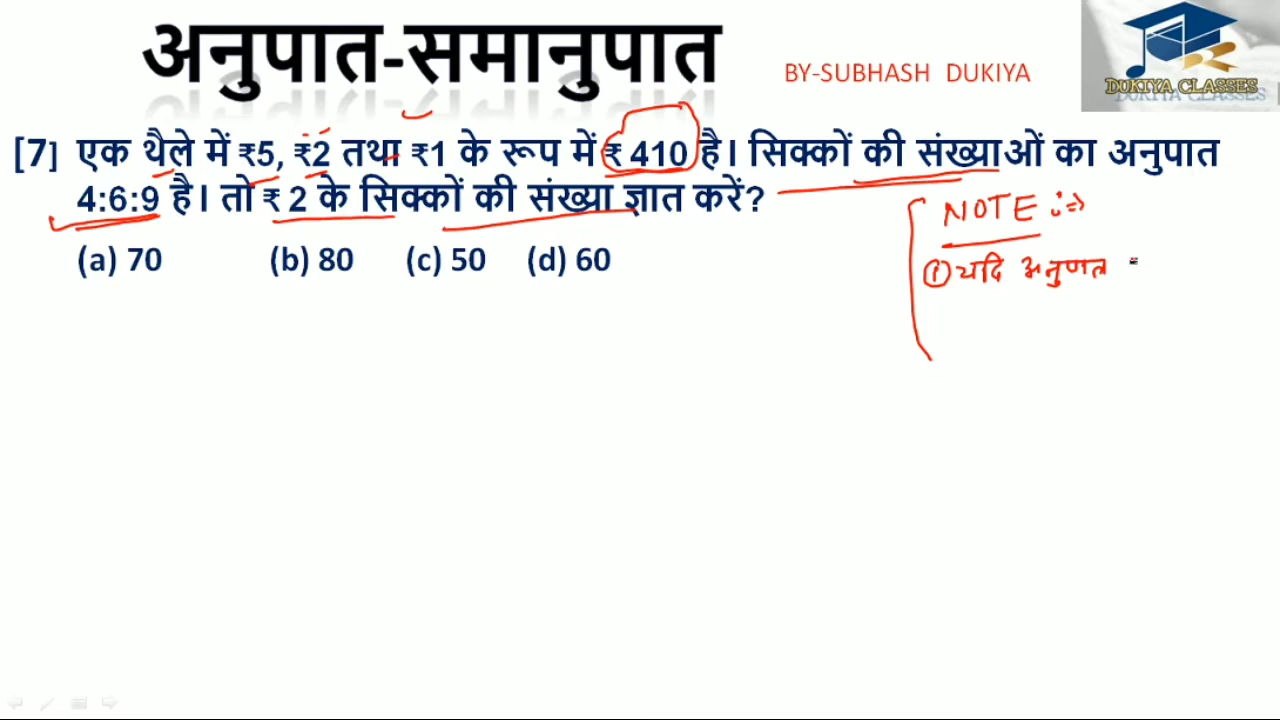 अनुपात-समानुपात
BY-SUBHASH DUKIYA
DUKIYA CLASSES
[7] एक थैले में ₹5, ₹2 तथा ₹1 के रूप में ₹ 410 है। सिक्कों की संख्याओं का अनुपात
4:6:9 है। तो ₹ 2 के सिक्कों की संख्या ज्ञात करें?
(a) 70 (b) 80 (c) 50 (d) 60
NOTE :⇒
① यदि अनुपात